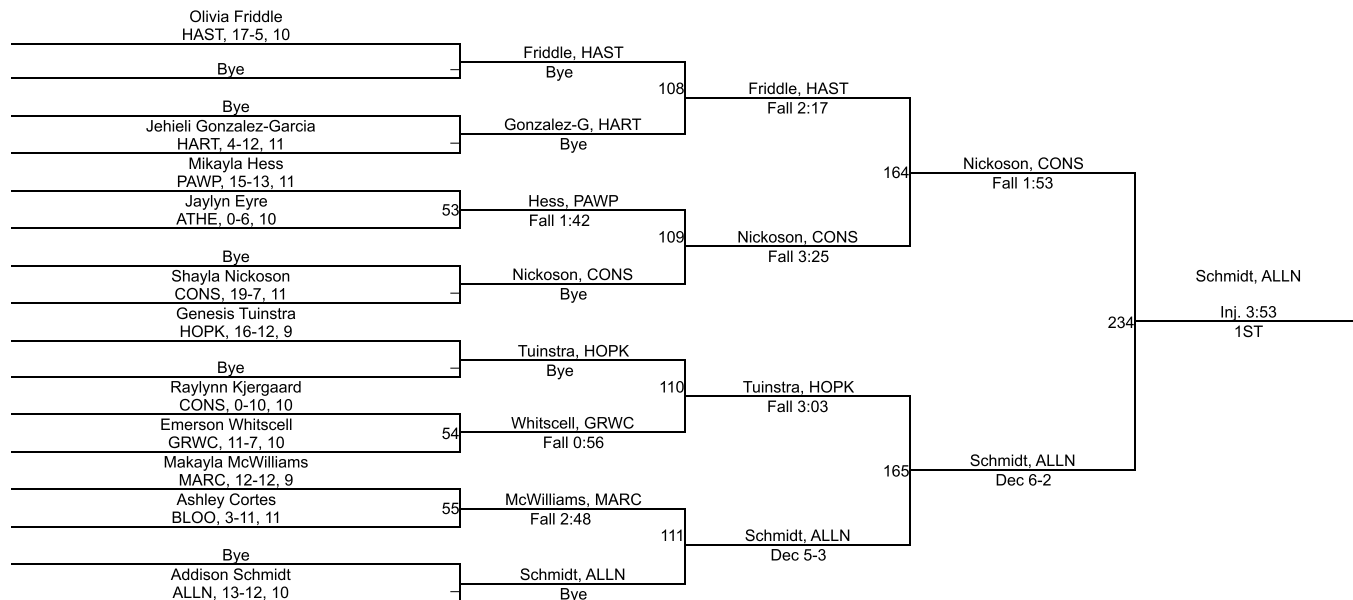 Olivia Friddle
HAST, 17-5, 10
Bye
Bye
Jehieli Gonzalez-Garcia
HART, 4-12, 11
Mikayla Hess
PAWP, 15-13, 11
Jaylyn Eyre
ATHE, 0-6, 10
Bye
Shayla Nickoson
CONS, 19-7, 11
Genesis Tuinstra
HOPK, 16-12, 9
Bye
Raylynn Kjergaard
CONS, 0-10, 10
Emerson Whitscell
GRWC, 11-7, 10
Makayla McWilliams
MARC, 12-12, 9
Ashley Cortes
BLOO, 3-11, 11
Bye
Addison Schmidt
ALLN, 13-12, 10
–
–
53
–
–
54
55
–
Friddle, HAST
Bye
Gonzalez-G, HART
Bye
Hess, PAWP
Fall 1:42
Nickoson, CONS
Bye
Tuinstra, HOPK
Bye
Whitscell, GRWC
Fall 0:56
McWilliams, MARC
Fall 2:48
Schmidt, ALLN
Bye
108
109
110
111
Friddle, HAST
Fall 2:17
Nickoson, CONS
Fall 3:25
Tuinstra, HOPK
Fall 3:03
Schmidt, ALLN
Dec 5-3
164
165
Nickoson, CONS
Fall 1:53
Schmidt, ALLN
Dec 6-2
234
Schmidt, ALLN
Inj. 3:53
1ST